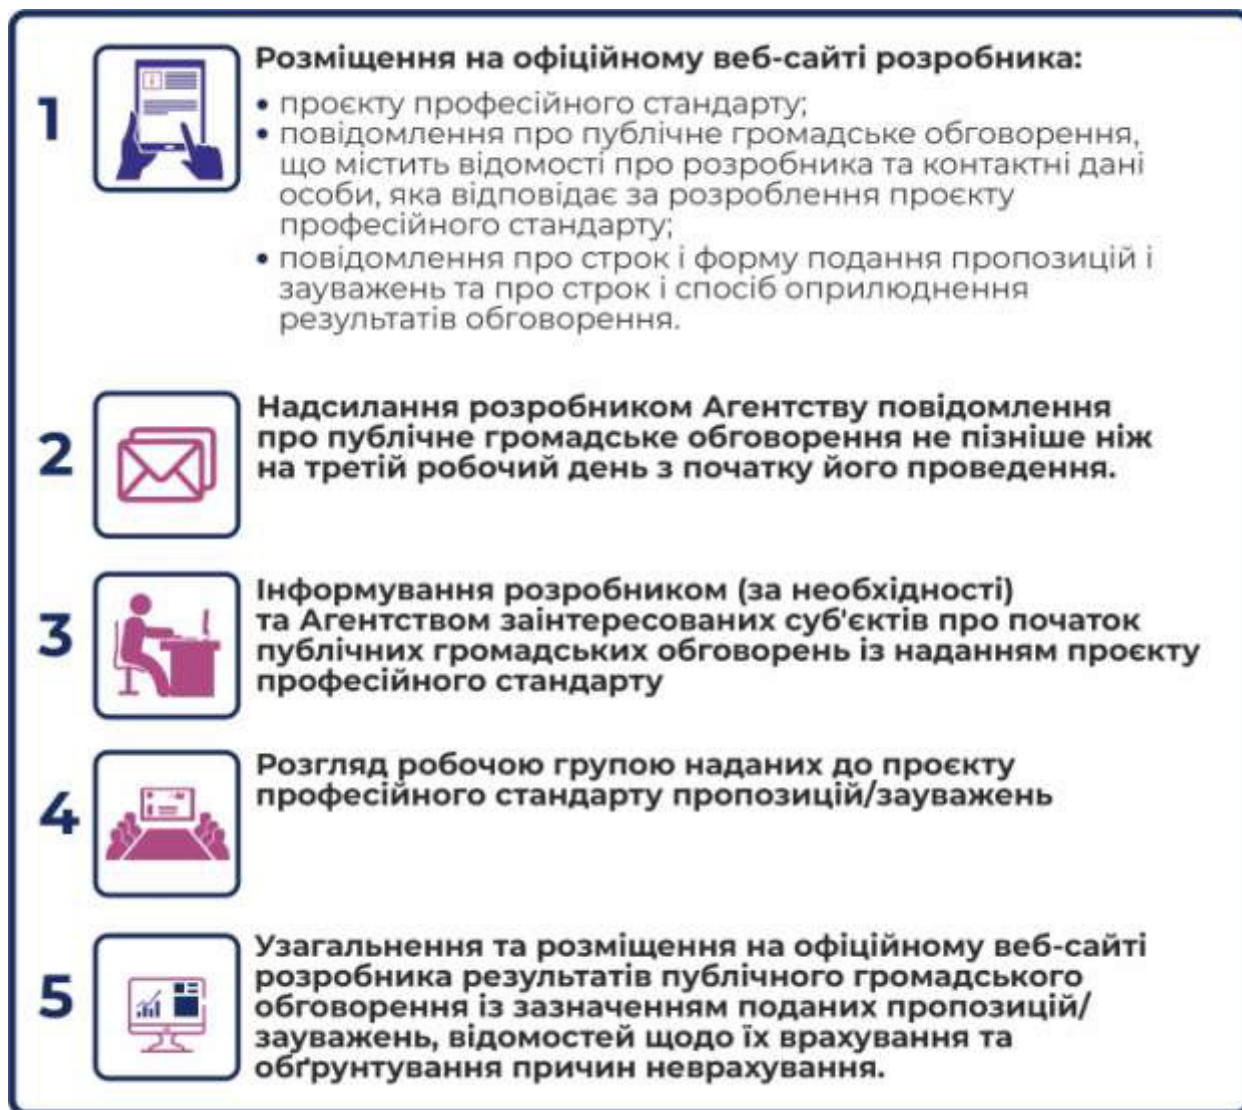 1
Розміщення на офіційному веб-сайті розробника:
• проєкту професійного стандарту;
• повідомлення про публічне громадське обговорення,
що містить відомості про розробника та контактні дані
особи, яка відповідає за розроблення проєкту
професійного стандарту;
• повідомлення про строк і форму подання пропозицій і
зауважень та про строк і спосіб оприлюднення
результатів обговорення.
2
Надсилання розробником Агентству повідомлення
про публічне громадське обговорення не пізніше ніж
на третій робочий день з початку його проведення.
3
Інформування розробником (за необхідності)
та Агентством заінтересованих суб'єктів про початок
публічних громадських обговорень із наданням проєкту
професійного стандарту
4
Розгляд робочою групою наданих до проєкту
професійного стандарту пропозицій/зауважень
5
Узагальнення та розміщення на офіційному веб-сайті
розробника результатів публічного громадського
обговорення із зазначенням поданих пропозицій/
зауважень, відомостей щодо їх врахування та
обґрунтування причин неврахування.